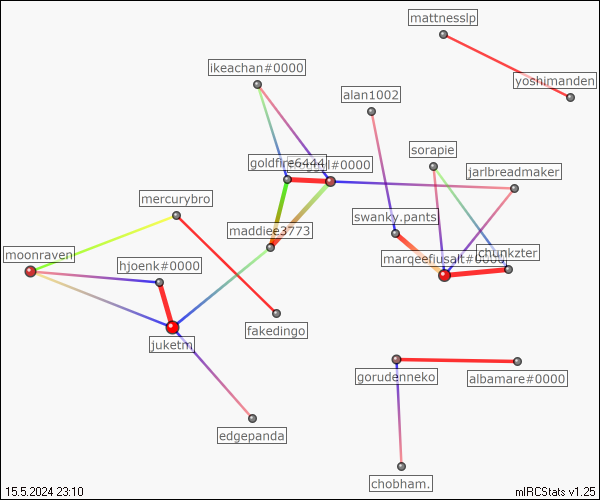 mattnesslp
ikeachan#0000
yoshimanden
alan1002
sorapie
goldfire6444
#0000
jarlbreadmaker
mercurybro
swanky.pants
maddiee3773
moonraven
chunkzter
hjoenk#0000
marqeefiusalt#0000
fakedingo
juketm
gorudenneko
albamare#0000
edgepanda
chobham.
15.5.2024 23:10
mIRCStats v1.25